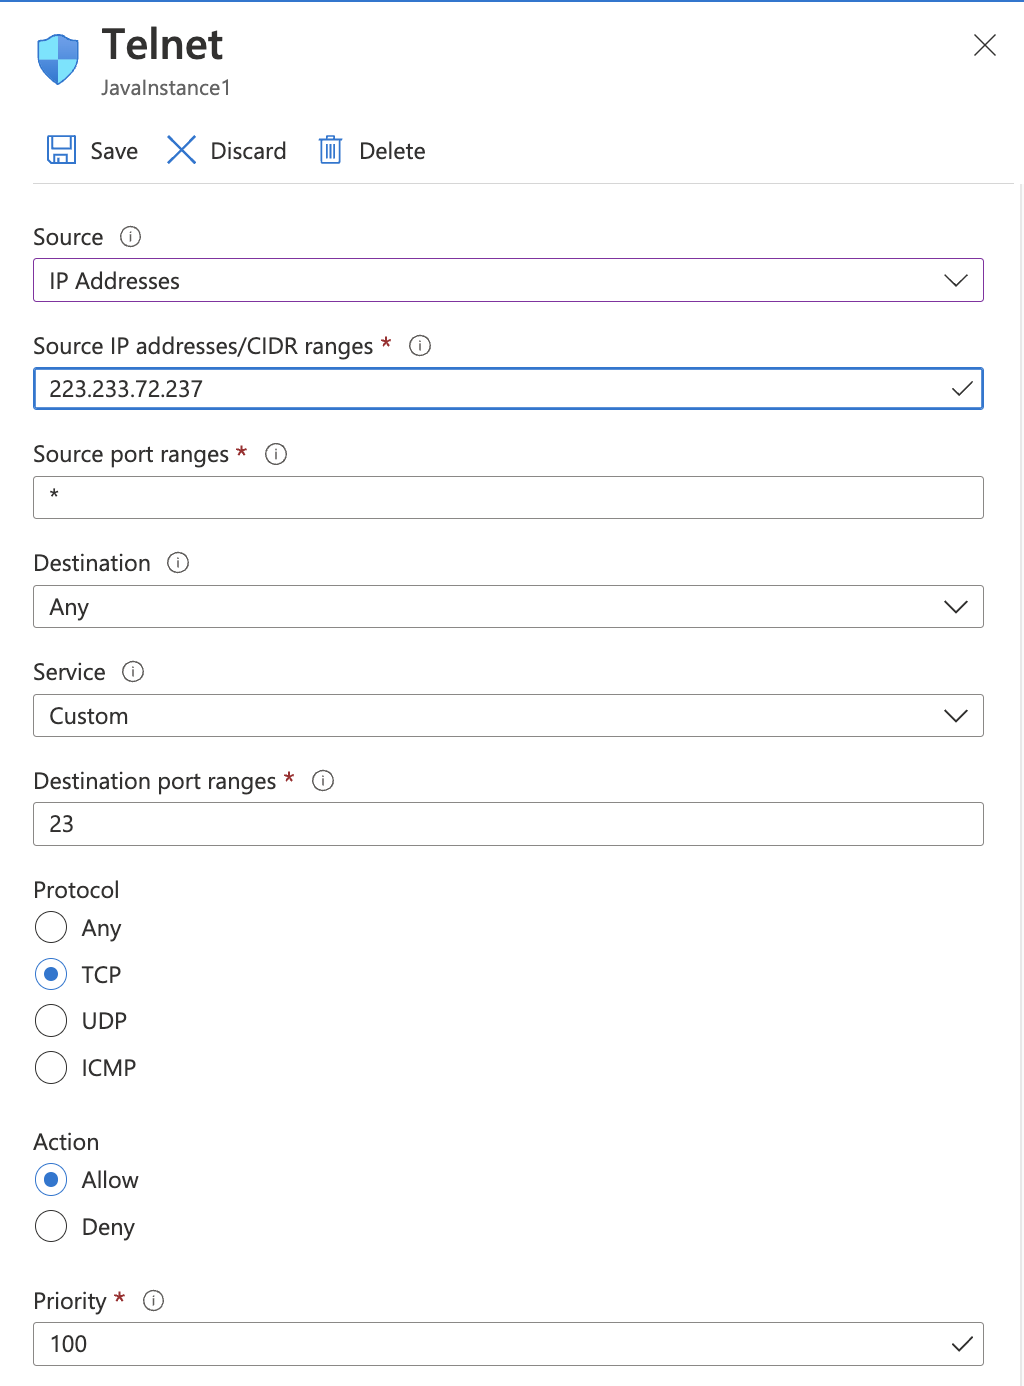 Telnet
JavaInstance1
Save Discard Delete
Source
IP Addresses
Source IP addresses/CIDR ranges *
223.233.72.237
Source port ranges *
*
Destination
Any
Service
Custom
Destination port ranges *
23
Protocol
Any
TCP
UDP
ICMP
Action
Allow
Deny
Priority *
100